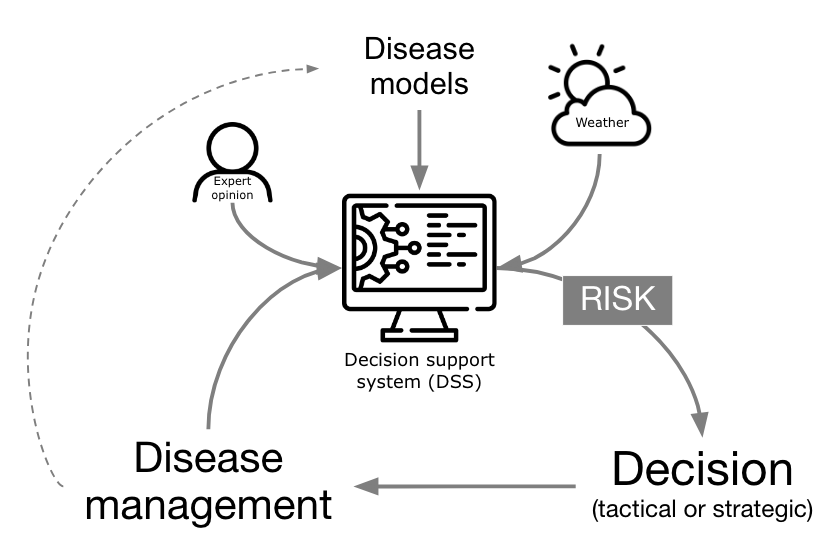 Disease
models
Weather
Expert
opinion
RISK
Decision support
system (DSS)
Disease
management
Decision
(tactical or strategic)